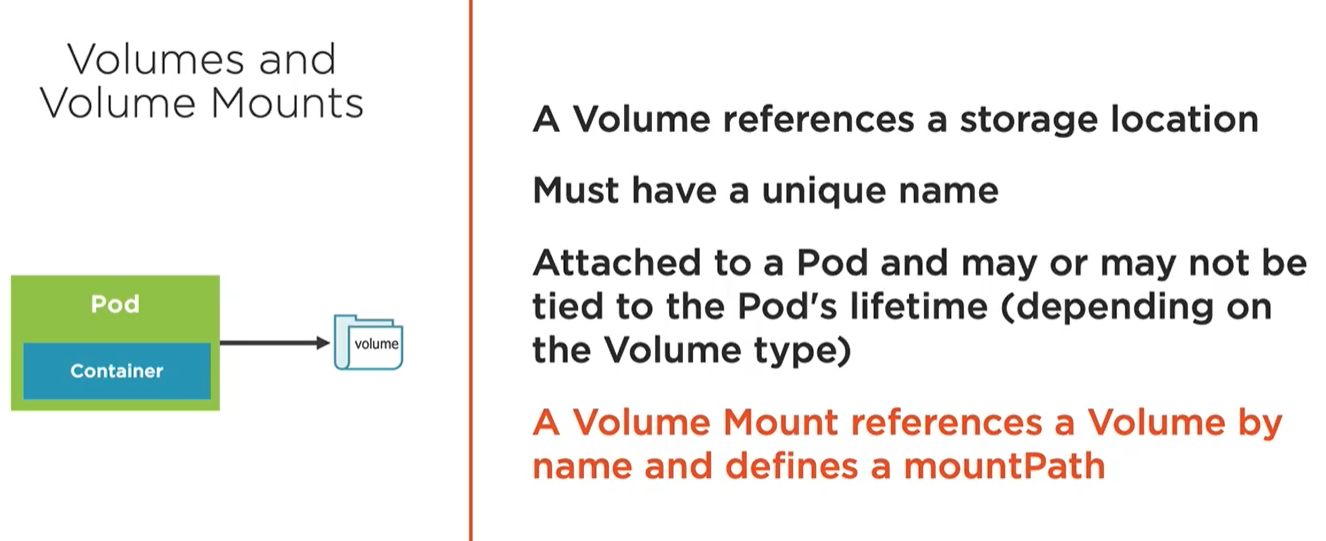 Volumes and
Volume Mounts
Pod
Container
volume
A Volume references a storage location
Must have a unique name
Attached to a Pod and may or may not be
tied to the Pod's lifetime (depending on
the Volume type)
A Volume Mount references a Volume by
name and defines a mountPath